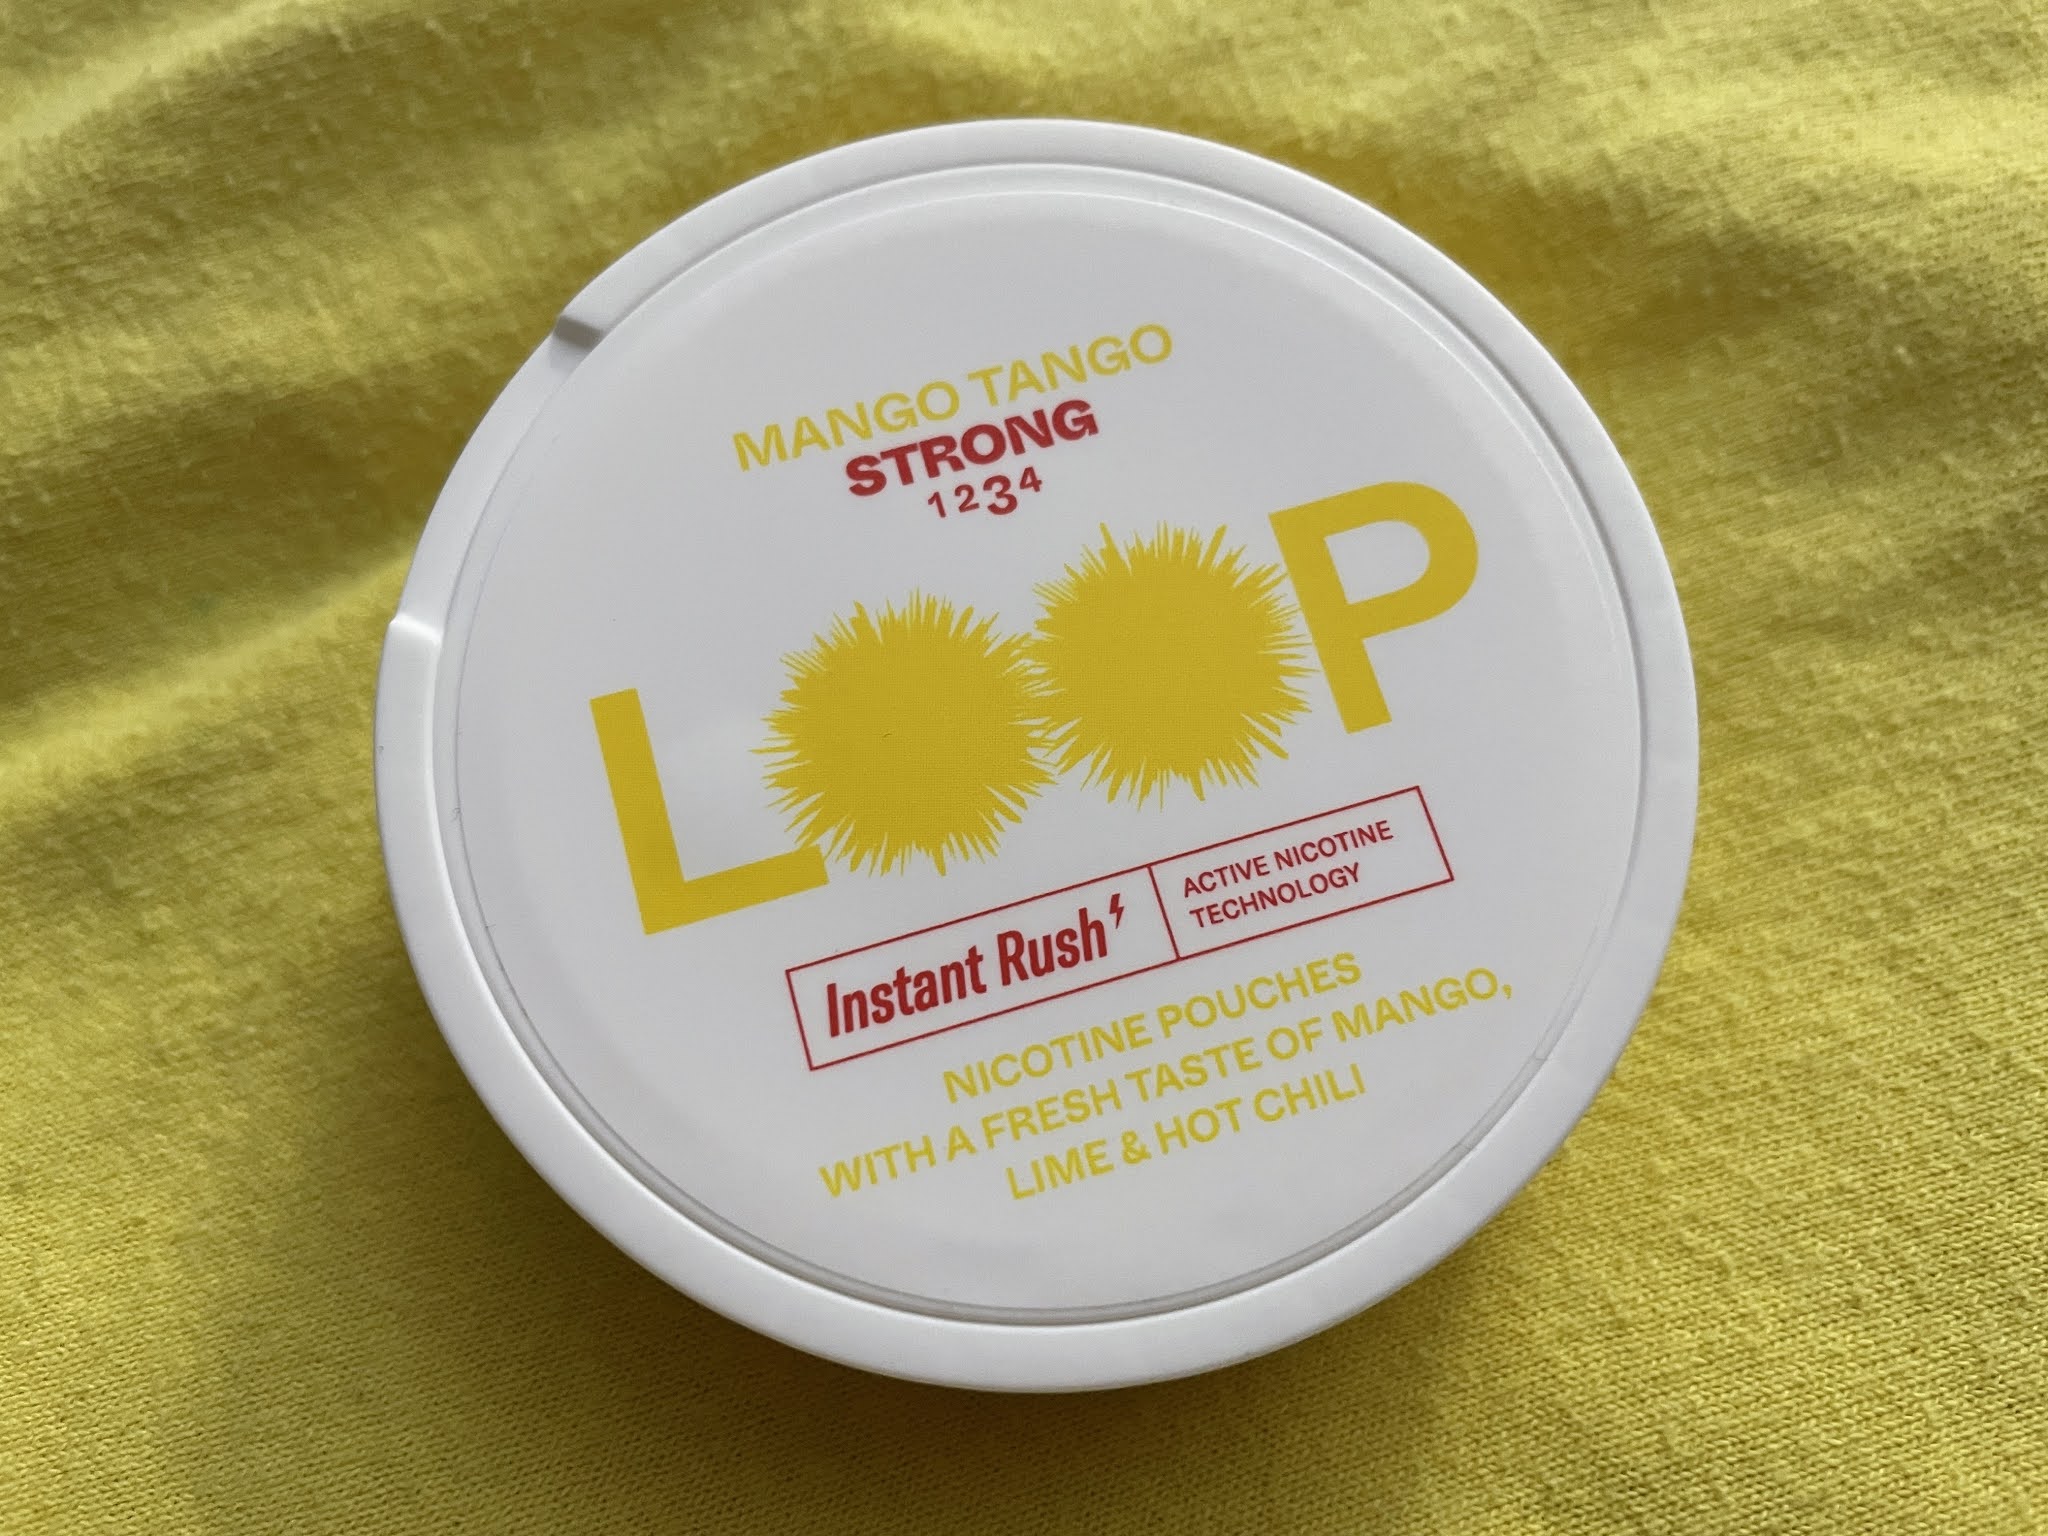 MANGO TANGO
STRONG
1234
LOOP
Instant Rush
ACTIVE NICOTINE
TECHNOLOGY
NICOTINE POUCHES
WITH A FRESH TASTE OF MANGO,
LIME & HOT CHILI